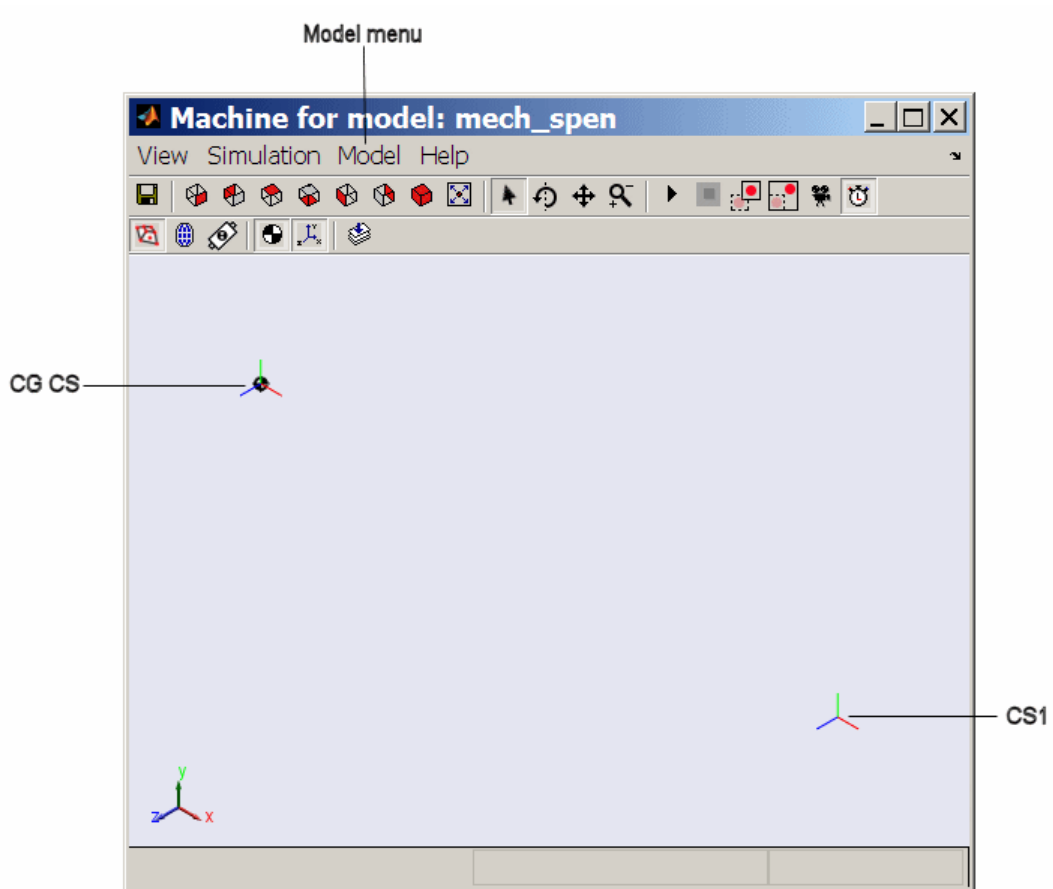 Model menu
Machine for model: mech_spen
View Simulation Model Help
CG CS
CS1
y
z x